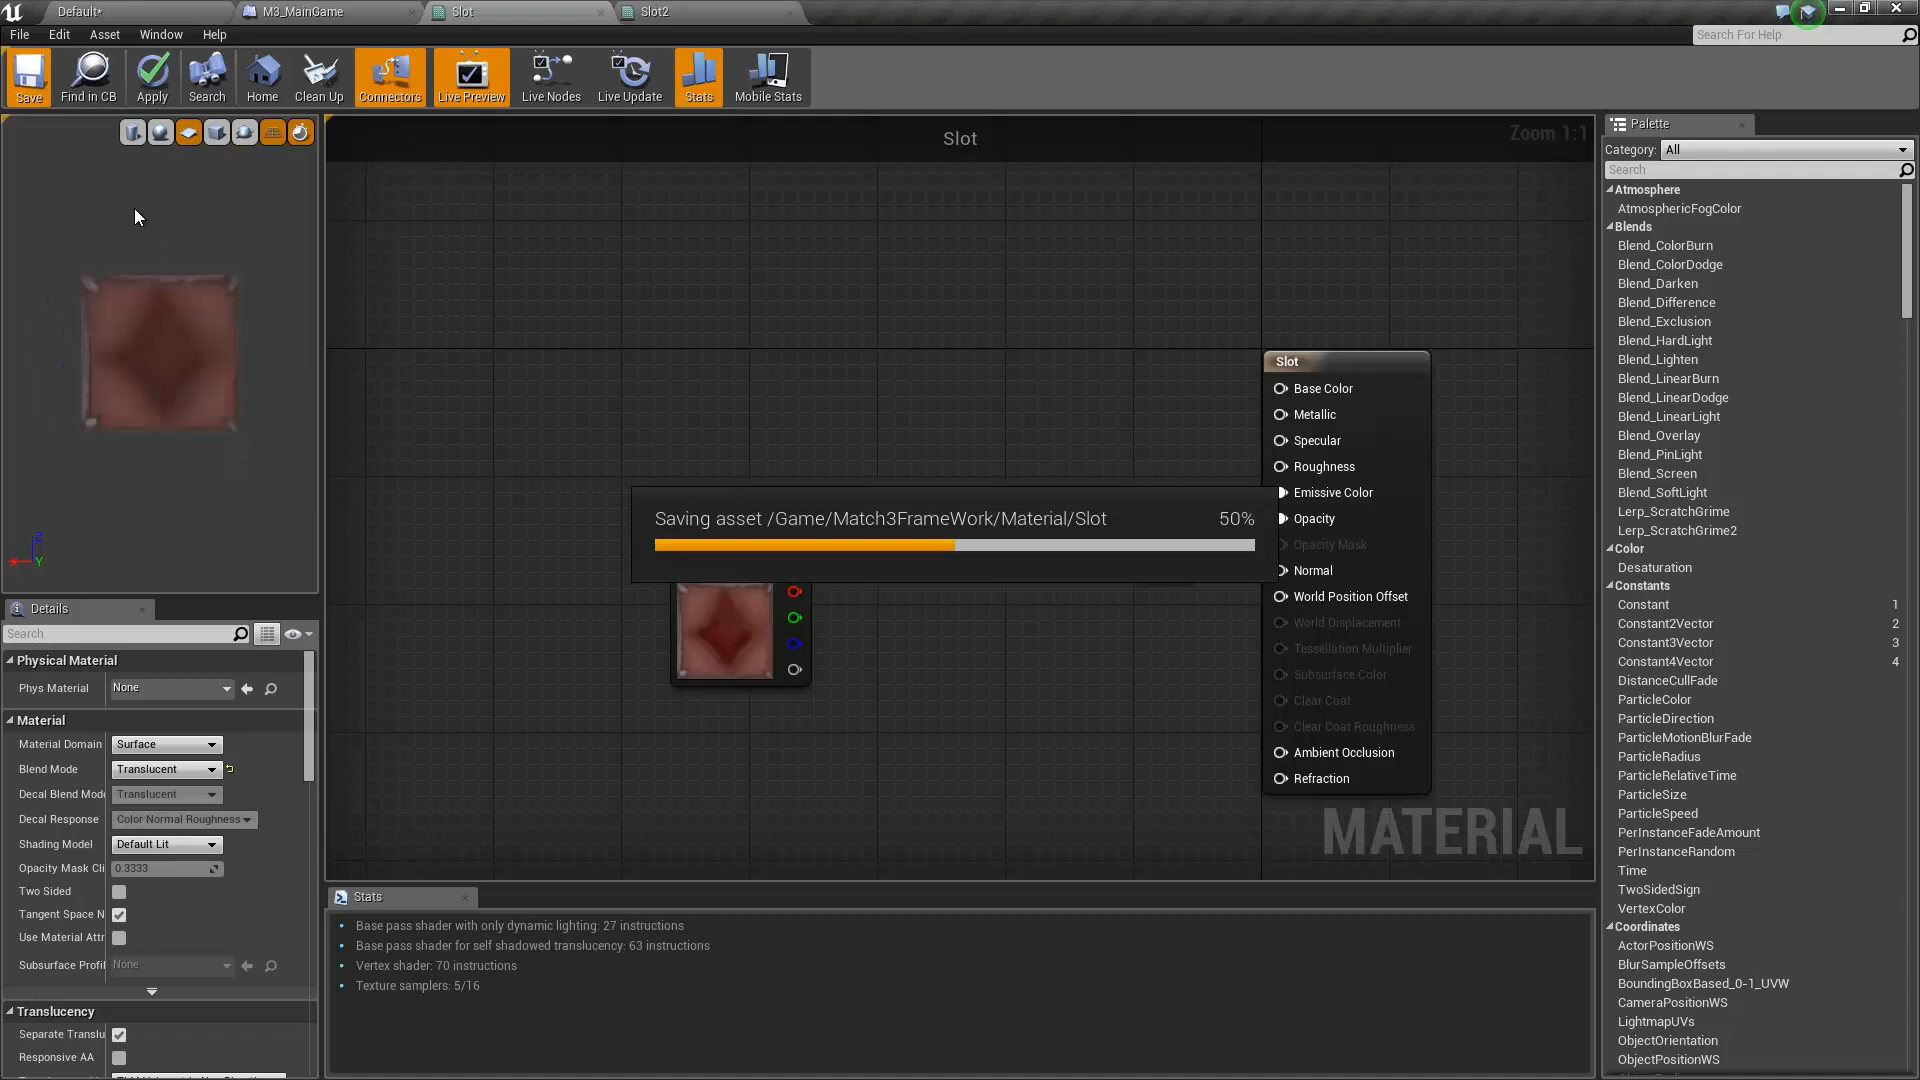 Default*
M3_MainGame
Slot
Slot2
File
Edit
Asset
Window
Help
Search For Help
Save
Find in CB
Apply
Search
Home
Clean Up
Connectors
Live Preview
Live Nodes
Live Update
Stats
Mobile Stats
Slot
Zoom 1:1
Z
Y
Details
Search
Physical Material
Phys Material
None
Material
Material Domain
Surface
Blend Mode
Translucent
Decal Blend Mode
Translucent
Decal Response
Color Normal Roughness
Shading Model
Default Lit
Opacity Mask Cli
0.3333
Two Sided
Tangent Space N
Use Material Attr
Subsurface Profil
None
Translucency
Separate Translu
Responsive AA
Slot
Base Color
Metallic
Specular
Roughness
Emissive Color
Opacity
Opacity Mask
Normal
World Position Offset
World Displacement
Tessellation Multiplier
Subsurface Color
Clear Coat
Clear Coat Roughness
Ambient Occlusion
Refraction
Saving asset /Game/Match3FrameWork/Material/Slot 50%
MATERIAL
Stats
Base pass shader with only dynamic lighting: 27 instructions
Base pass shader for self shadowed translucency: 63 instructions
Vertex shader: 70 instructions
Texture samplers: 5/16
Palette
Category: All
Search
Atmosphere
AtmosphericFogColor
Blends
Blend_ColorBurn
Blend_ColorDodge
Blend_Darken
Blend_Difference
Blend_Exclusion
Blend_HardLight
Blend_Lighten
Blend_LinearBurn
Blend_LinearDodge
Blend_LinearLight
Blend_Overlay
Blend_PinLight
Blend_Screen
Blend_SoftLight
Lerp_ScratchGrime
Lerp_ScratchGrime2
Color
Desaturation
Constants
Constant 1
Constant2Vector 2
Constant3Vector 3
Constant4Vector 4
DistanceCullFade
ParticleColor
ParticleDirection
ParticleMotionBlurFade
ParticleRadius
ParticleRelativeTime
ParticleSize
ParticleSpeed
PerInstanceFadeAmount
PerInstanceRandom
Time
TwoSidedSign
VertexColor
Coordinates
ActorPositionWS
BlurSampleOffsets
BoundingBoxBased_0-1_UVW
CameraPositionWS
LightmapUVs
ObjectOrientation
ObjectPositionWS